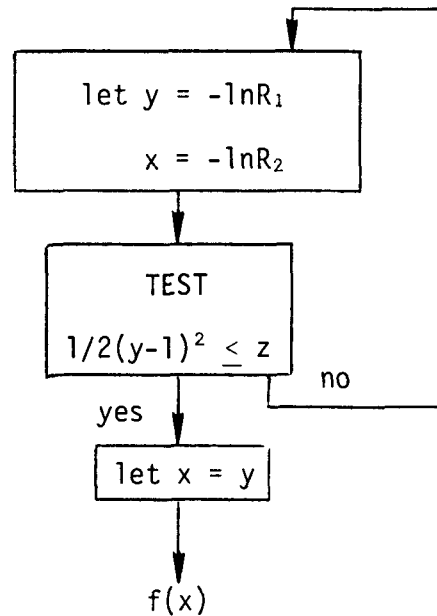 let y = -lnR₁
x = -lnR₂
TEST
1/2(y-1)² ≤ z
no
yes
let x = y
f(x)